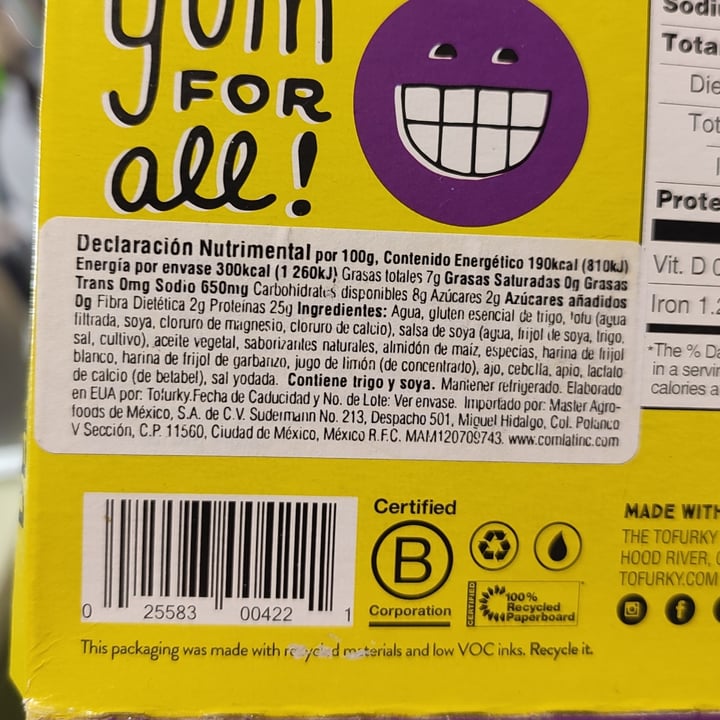 yum
FOR
all!
Sodi
Tota
Die
Tot
Prote
Vit. D 0
Iron 1.
*The % Da
in a servin
calories a
Declaración Nutrimental por 100g, Contenido Energético 190kcal (810kJ)
Energía por envase 300kcal (1 260kJ) Grasas totales 7g Grasas Saturadas 0g Grasas
Trans 0mg Sodio 650mg Carbohidratos disponibles 8g Azúcares 2g Azúcares añadidos
0g Fibra Dietética 2g Proteínas 25g Ingredientes: Agua, gluten esencial de trigo, tofu (agua
filtrada, soya, cloruro de magnesio, cloruro de calcio), salsa de soya (agua, frijol de soya, trigo,
sal, cultivo), aceite vegetal, saborizantes naturales, almidón de maíz, especias, harina de frijol
blanco, harina de frijol de garbanzo, jugo de limón (de concentrado), ajo, cebolla, apio, lactato
de calcio (de betabel), sal yodada. Contiene trigo y soya. Mantener refrigerado. Elaborado
en EUA por: Tofurky.Fecha de Caducidad y No. de Lote: Ver envase. Importado por: Master Agro-
foods de México, S.A. de C.V. Sudermann No. 213, Despacho 501, Miguel Hidalgo, Col. Polanco
V Sección, C.P. 11560, Ciudad de México, México R.F.C. MAM120709743. www.comlatinc.com
0 25583 00422 1
Certified
B
Corporation
CERTIFIED
100%
Recycled
Paperboard
MADE WITH
THE TOFURKY
HOOD RIVER,
TOFURKY.COM
This packaging was made with recycled materials and low VOC inks. Recycle it.